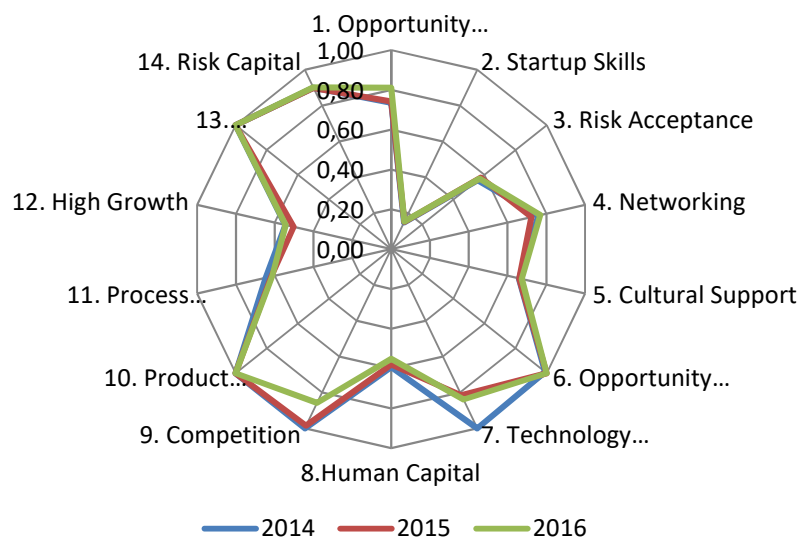 1. Opportunity...
2. Startup Skills
3. Risk Acceptance
4. Networking
5. Cultural Support
6. Opportunity...
7. Technology...
8.Human Capital
9. Competition
10. Product...
11. Process...
12. High Growth
13....
14. Risk Capital
1,00
0,80
0,60
0,40
0,20
0,00
2014 2015 2016